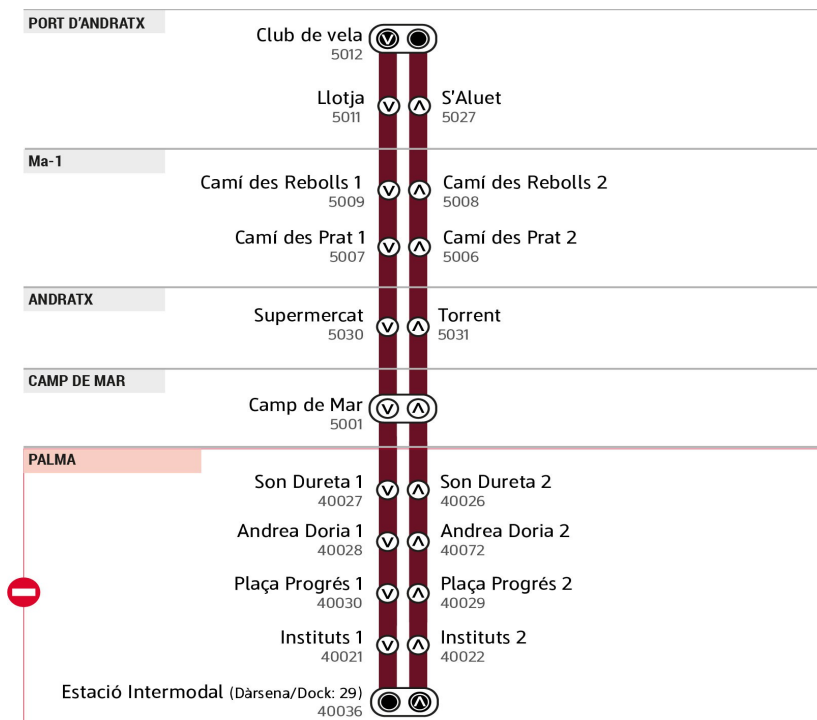 PORT D'ANDRATX
Club de vela
5012
Llotja
5011
S'Aluet
5027
Ma-1
Camí des Rebolls 1
5009
Camí des Rebolls 2
5008
Camí des Prat 1
5007
Camí des Prat 2
5006
ANDRATX
Supermercat
5030
Torrent
5031
CAMP DE MAR
Camp de Mar
5001
PALMA
Son Dureta 1
40027
Son Dureta 2
40026
Andrea Doria 1
40028
Andrea Doria 2
40072
Plaça Progrés 1
40030
Plaça Progrés 2
40029
Instituts 1
40021
Instituts 2
40022
Estació Intermodal (Dàrsena/Dock: 29)
40036